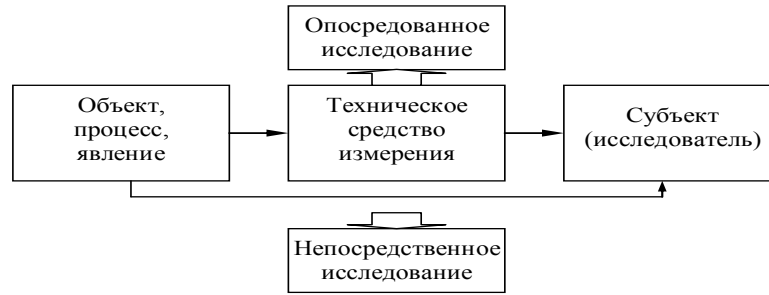 Опосредованное
исследование
Объект,
процесс,
явление
Техническое
средство
измерения
Субъект
(исследователь)
Непосредственное
исследование